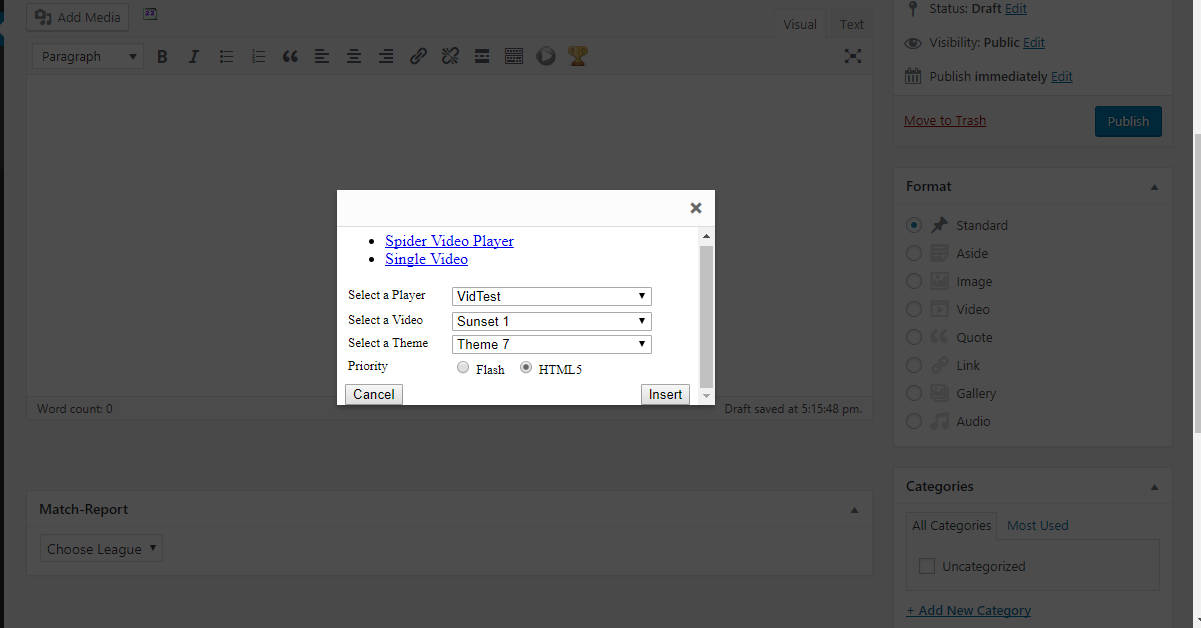 Add Media
Visual
Text
Paragraph
B
I
Word count: 0
Draft saved at 5:15:48 pm.
Spider Video Player
Single Video
Select a Player
VidTest
Select a Video
Sunset 1
Select a Theme
Theme 7
Priority
Flash
HTML5
Cancel
Insert
Match-Report
Choose League
Status: Draft Edit
Visibility: Public Edit
Publish immediately Edit
Move to Trash
Publish
Format
Standard
Aside
Image
Video
Quote
Link
Gallery
Audio
Categories
All Categories
Most Used
Uncategorized
+ Add New Category